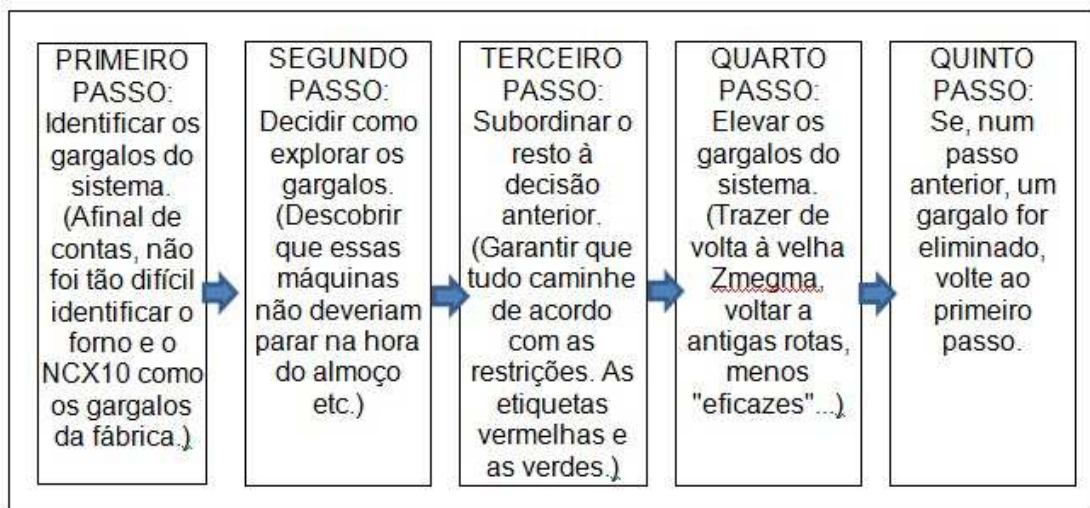 PRIMEIRO
PASSO:
Identificar os
gargalos do
sistema.
(Afinal de
contas, não
foi tão difícil
identificar o
forno e o
NCX10 como
os gargalos
da fábrica.)
SEGUNDO
PASSO:
Decidir como
explorar os
gargalos.
(Descobrir
que essas
máquinas
não deveriam
parar na hora
do almoço
etc.)
TERCEIRO
PASSO:
Subordinar o
resto à
decisão
anterior.
(Garantir que
tudo caminhe
de acordo
com as
restrições. As
etiquetas
vermelhas e
as verdes.)
QUARTO
PASSO:
Elevar os
gargalos do
sistema.
(Trazer de
volta à velha
Zmegma,
voltar a
antigas rotas,
menos
"eficazes"...)
QUINTO
PASSO:
Se, num
passo
anterior, um
gargalo for
eliminado,
volte ao
primeiro
passo.